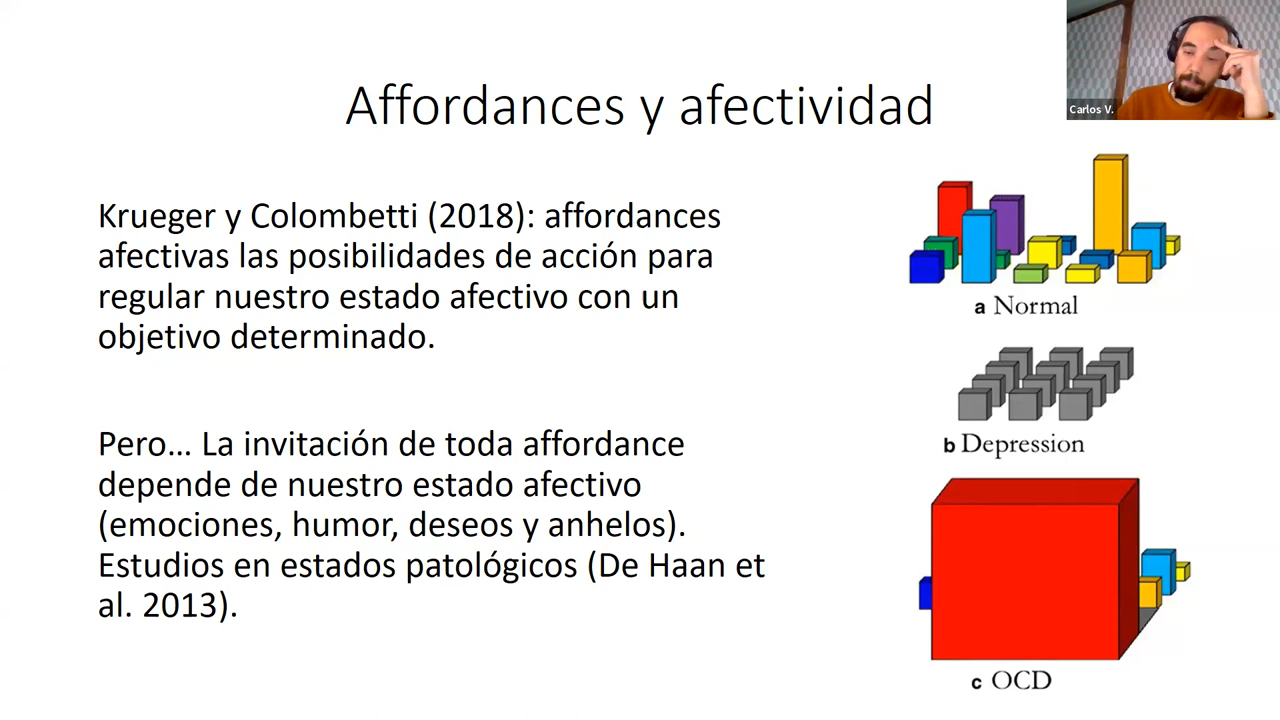 Affordances y afectividad
Carlos V.
Krueger y Colombetti (2018): affordances
afectivas las posibilidades de acción para
regular nuestro estado afectivo con un
objetivo determinado.
Pero... La invitación de toda affordance
depende de nuestro estado afectivo
(emociones, humor, deseos y anhelos).
Estudios en estados patológicos (De Haan et
al. 2013).
a Normal
b Depression
c OCD